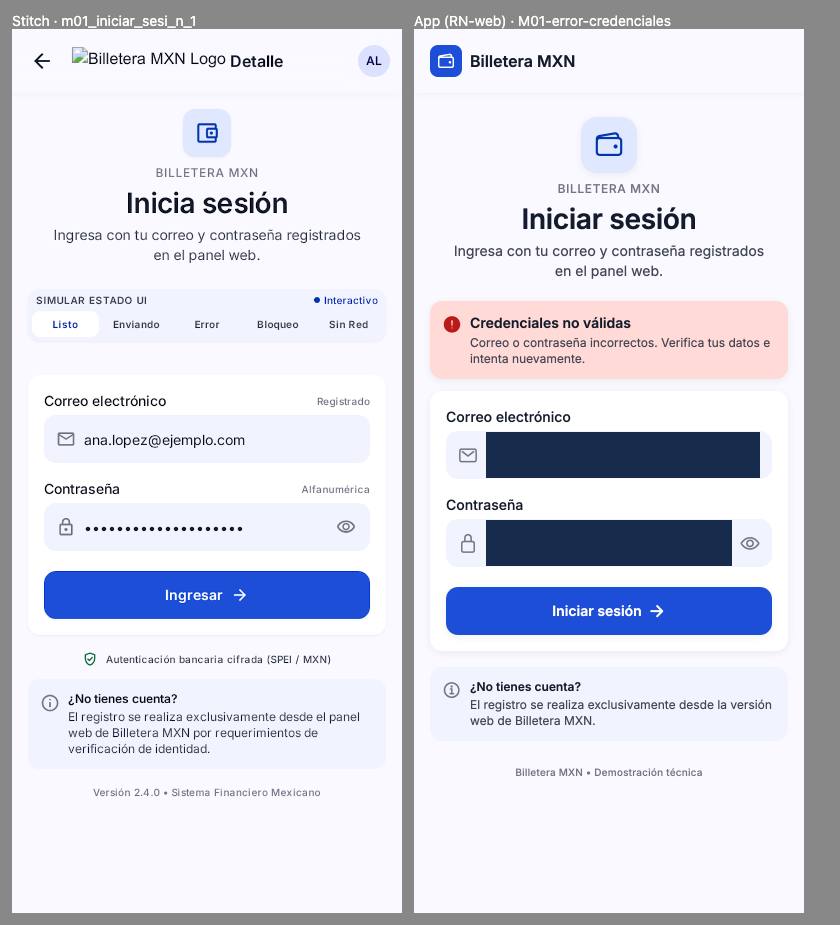 Stitch · m01_iniciar_sesi_n_1
Billetera MXN Logo Detalle
AL
BILLETERA MXN
Inicia sesión
Ingresa con tu correo y contraseña registrados
en el panel web.
SIMULAR ESTADO UI
Interactivo
Listo Enviando Error Bloqueo Sin Red
Correo electrónico
Registrado
ana.lopez@ejemplo.com
Contraseña
Alfanumérica
••••••••••••••••••••
Ingresar →
Autenticación bancaria cifrada (SPEI / MXN)
¿No tienes cuenta?
El registro se realiza exclusivamente desde el panel
web de Billetera MXN por requerimientos de
verificación de identidad.
Versión 2.4.0 • Sistema Financiero Mexicano
App (RN-web) · M01-error-credenciales
Billetera MXN
BILLETERA MXN
Iniciar sesión
Ingresa con tu correo y contraseña registrados
en el panel web.
Credenciales no válidas
Correo o contraseña incorrectos. Verifica tus datos e
intenta nuevamente.
Correo electrónico
Contraseña
Iniciar sesión →
¿No tienes cuenta?
El registro se realiza exclusivamente desde la versión
web de Billetera MXN.
Billetera MXN • Demostración técnica